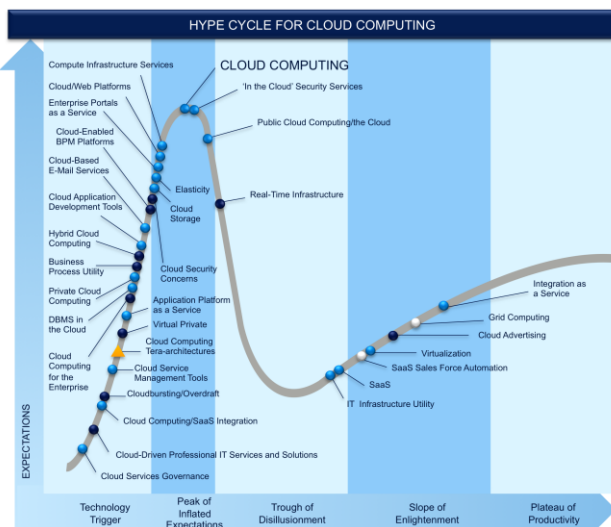 HYPE CYCLE FOR CLOUD COMPUTING
Compute Infrastructure Services
CLOUD COMPUTING
Cloud/Web Platforms
'In the Cloud' Security Services
Enterprise Portals
as a Service
Public Cloud Computing/the Cloud
Cloud-Enabled
BPM Platforms
Cloud-Based
E-Mail Services
Elasticity
Real-Time Infrastructure
Cloud Application
Development Tools
Cloud
Storage
Hybrid Cloud
Computing
Business
Process Utility
Cloud Security
Concerns
Private Cloud
Computing
Integration as
a Service
Application Platform
as a Service
DBMS in
the Cloud
Virtual Private
Grid Computing
Cloud Advertising
Cloud Computing
Tera-architectures
Virtualization
Cloud
Computing
for the
Enterprise
Cloud Service
Management Tools
SaaS Sales Force Automation
SaaS
Cloudbursting/Overdraft
IT Infrastructure Utility
Cloud Computing/SaaS Integration
Cloud-Driven Professional IT Services and Solutions
Cloud Services Governance
EXPECTATIONS
Technology
Trigger
Peak of
Inflated
Expectations
Trough of
Disillusionment
Slope of
Enlightenment
Plateau of
Productivity